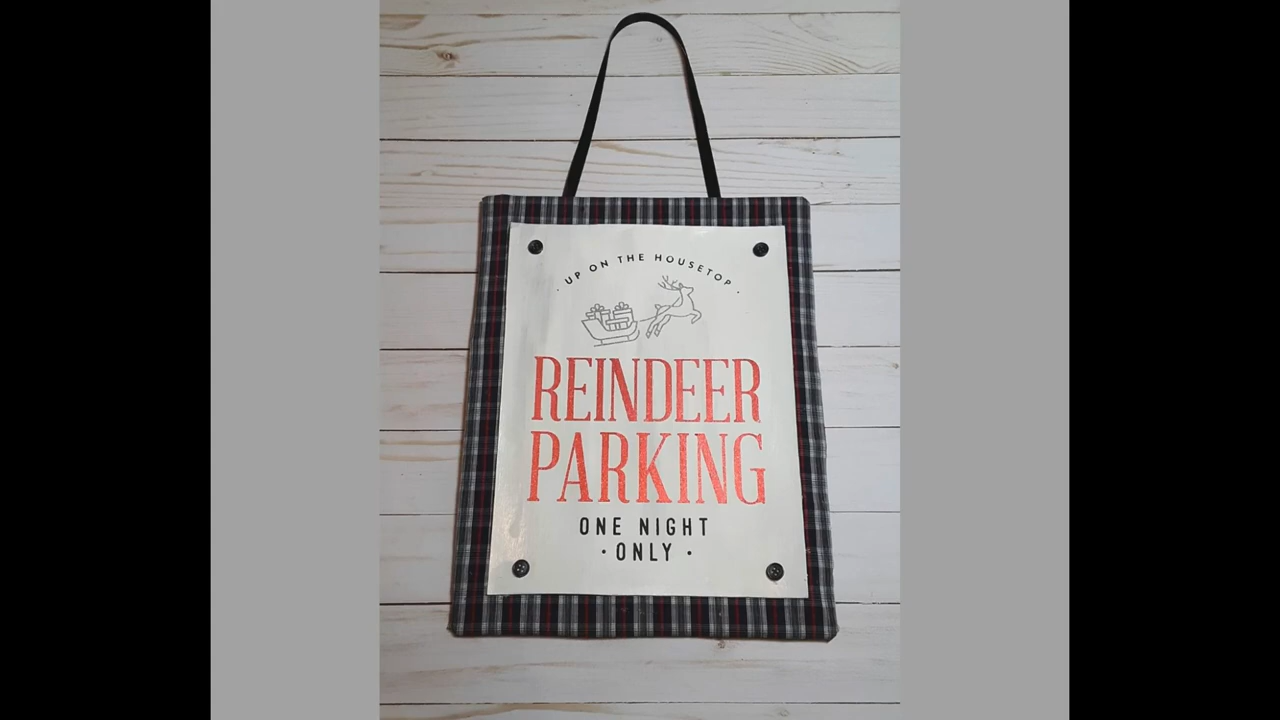 · UP ON THE HOUSETOP ·
REINDEER
PARKING
ONE NIGHT
· ONLY ·